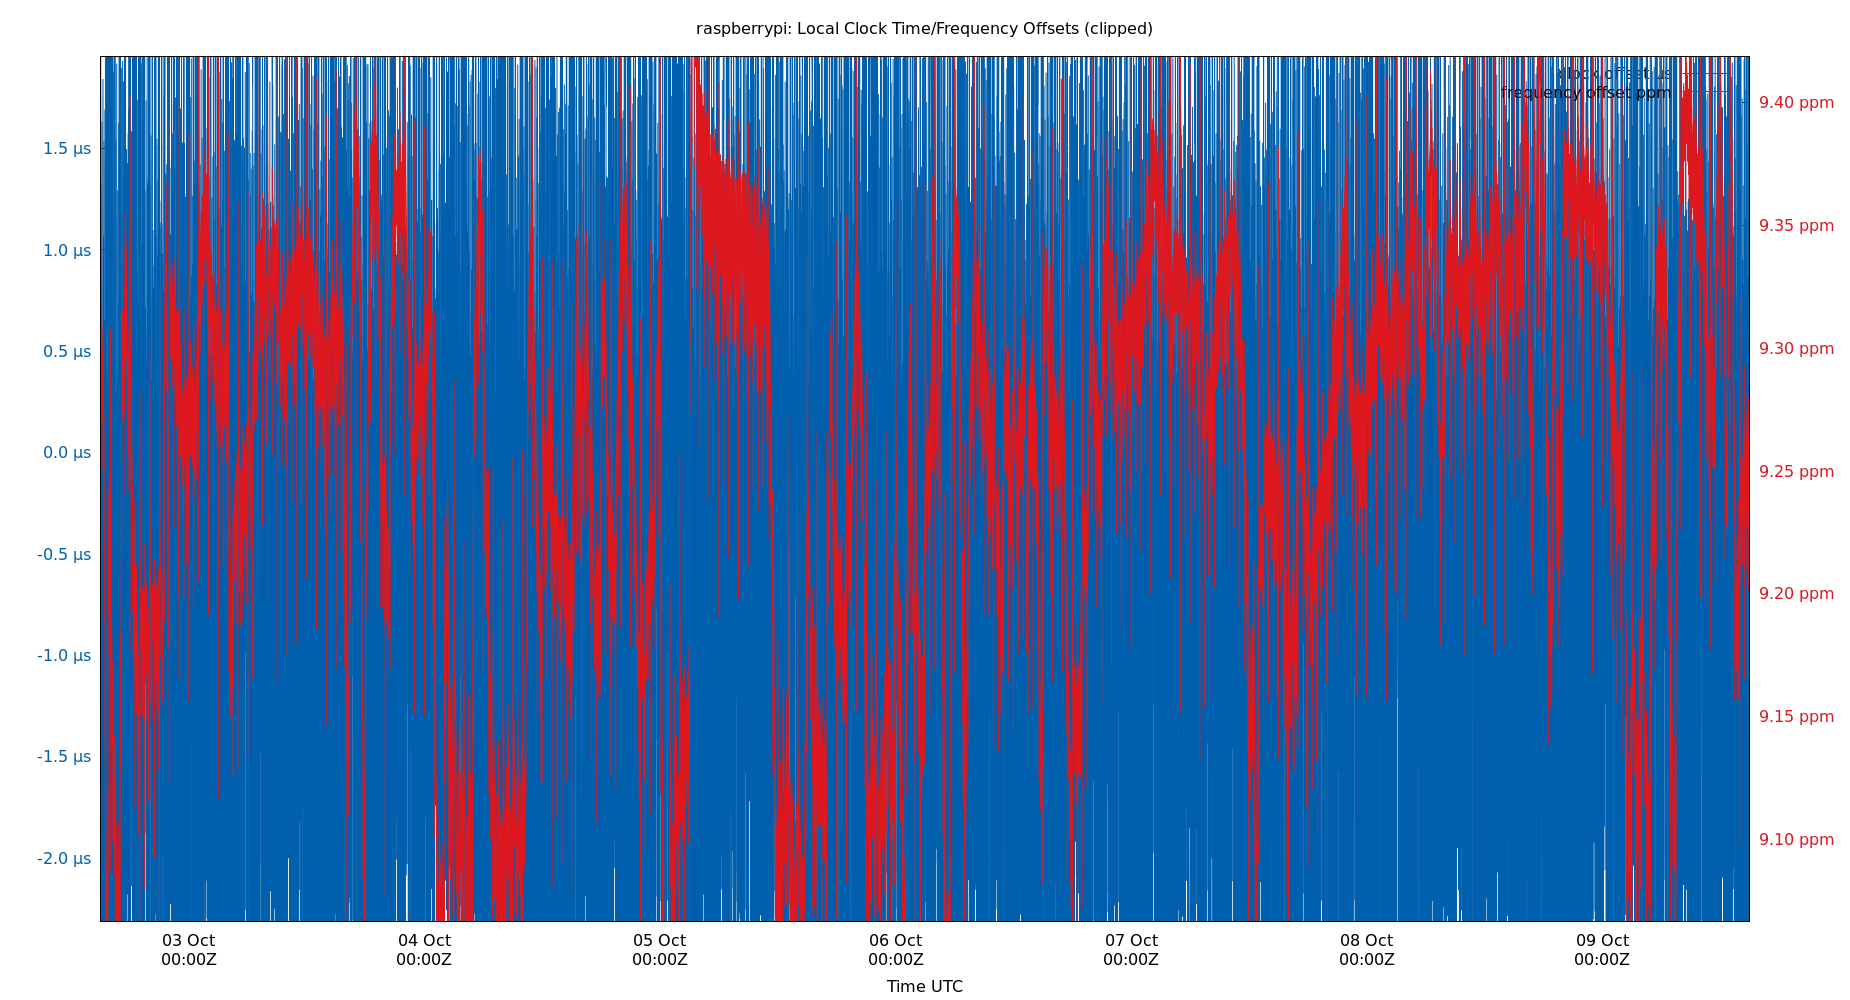 raspberrypi: Local Clock Time/Frequency Offsets (clipped)
clock offset us
frequency offset ppm
1.5 µs
1.0 µs
0.5 µs
0.0 µs
-0.5 µs
-1.0 µs
-1.5 µs
-2.0 µs
9.40 ppm
9.35 ppm
9.30 ppm
9.25 ppm
9.20 ppm
9.15 ppm
9.10 ppm
03 Oct 04 Oct 05 Oct 06 Oct 07 Oct 08 Oct 09 Oct
00:00Z 00:00Z 00:00Z 00:00Z 00:00Z 00:00Z 00:00Z
Time UTC